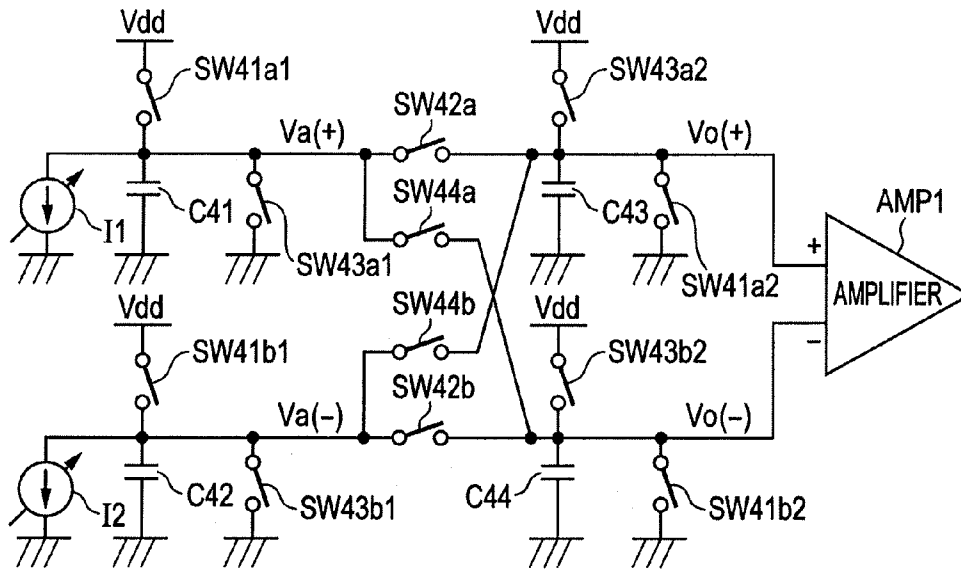 Vdd
SW41a1
Vdd
SW43a2
SW42a
Va(+)
Vo(+)
SW44a
C41
C43
I1
AMP1
SW43a1
SW41a2
+
AMPLIFIER
−
Vdd
SW44b
Vdd
SW41b1
SW43b2
SW42b
Va(−)
Vo(−)
C42
C44
I2
SW43b1
SW41b2